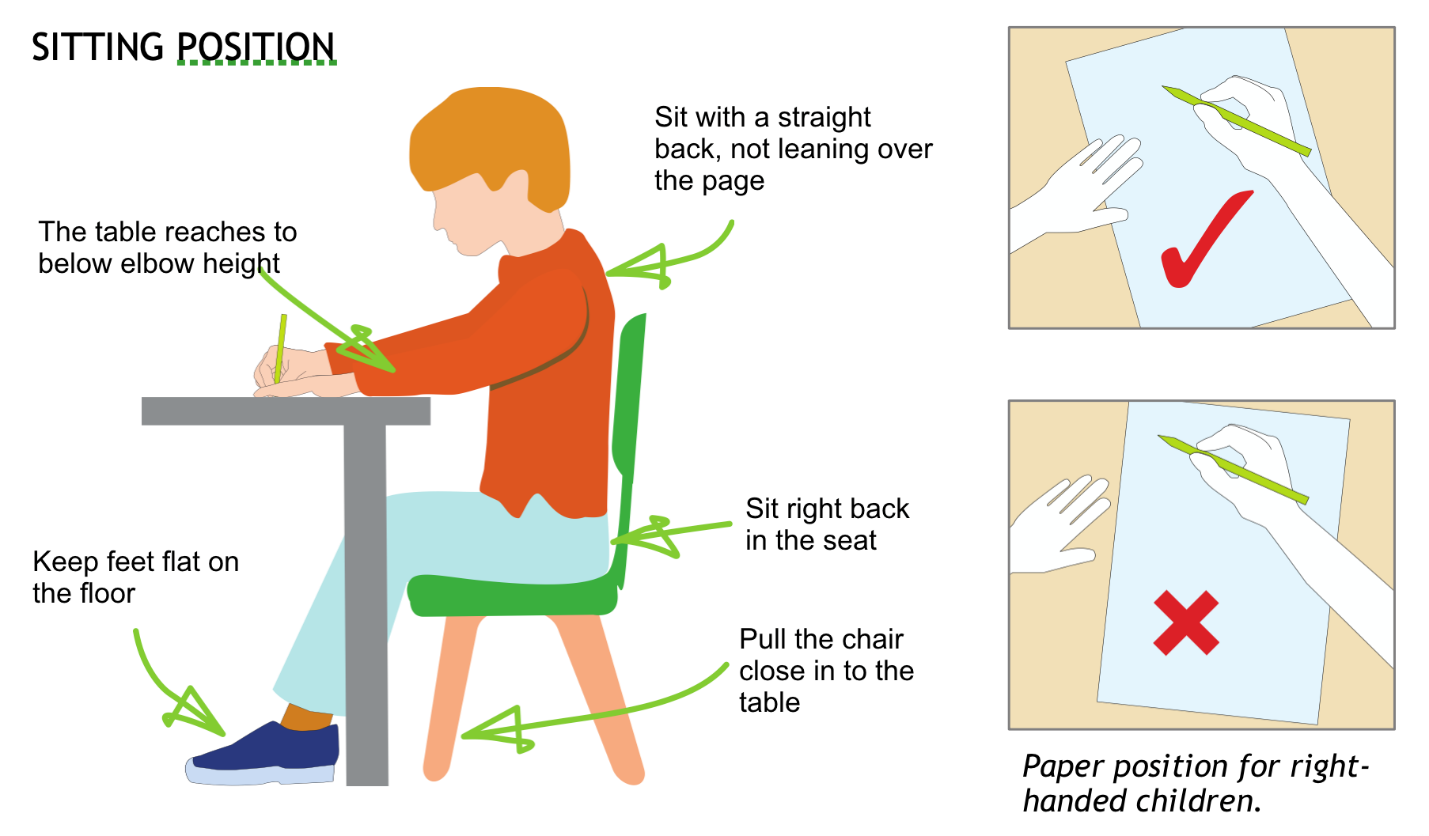 SITTING POSITION
Sit with a straight
back, not leaning over
the page
The table reaches to
below elbow height
Sit right back
in the seat
Keep feet flat on
the floor
Pull the chair
close in to the
table
Paper position for right-
handed children.